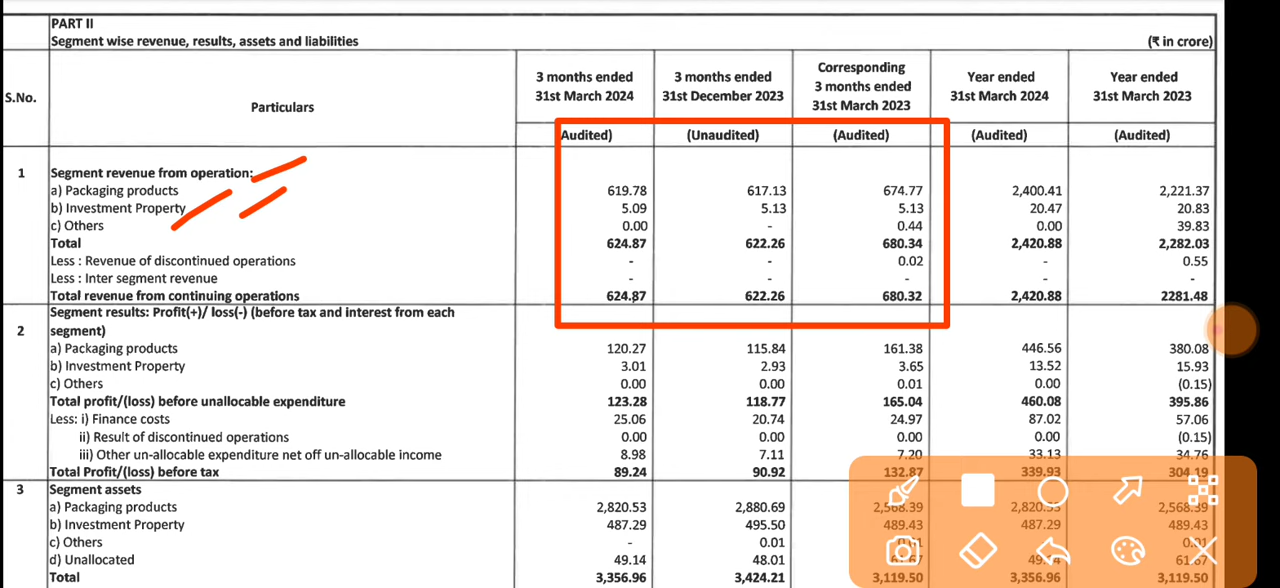 PART II
Segment wise revenue, results, assets and liabilities (₹ in crore)
S.No. Particulars 3 months ended 31st March 2024 3 months ended 31st December 2023 Corresponding 3 months ended 31st March 2023 Year ended 31st March 2024 Year ended 31st March 2023
Audited) (Unaudited) (Audited) (Audited) (Audited)
1 Segment revenue from operation:
a) Packaging products 619.78 617.13 674.77 2,400.41 2,221.37
b) Investment Property 5.09 5.13 5.13 20.47 20.83
c) Others 0.00 - 0.44 0.00 39.83
Total 624.87 622.26 680.34 2,420.88 2,282.03
Less : Revenue of discontinued operations - - 0.02 - 0.55
Less : Inter segment revenue - - - - -
Total revenue from continuing operations 624.87 622.26 680.32 2,420.88 2281.48
2 Segment results: Profit(+)/ loss(-) (before tax and interest from each
segment)
a) Packaging products 120.27 115.84 161.38 446.56 380.08
b) Investment Property 3.01 2.93 3.65 13.52 15.93
c) Others 0.00 0.00 0.01 0.00 (0.15)
Total profit/(loss) before unallocable expenditure 123.28 118.77 165.04 460.08 395.86
Less: i) Finance costs 25.06 20.74 24.97 87.02 57.06
ii) Result of discontinued operations 0.00 0.00 0.00 0.00 (0.15)
iii) Other un-allocable expenditure net off un-allocable income 8.98 7.11 7.20 33.13 34.76
Total Profit/(loss) before tax 89.24 90.92 132.87 339.93 304.19
3 Segment assets
a) Packaging products 2,820.53 2,880.69 2,568.39 2,820.53 2,568.39
b) Investment Property 487.29 495.50 489.43 487.29 489.43
c) Others - 0.01
d) Unallocated 49.14 48.01
Total 3,356.96 3,424.21 3,119.50 3,356.96 3,119.50